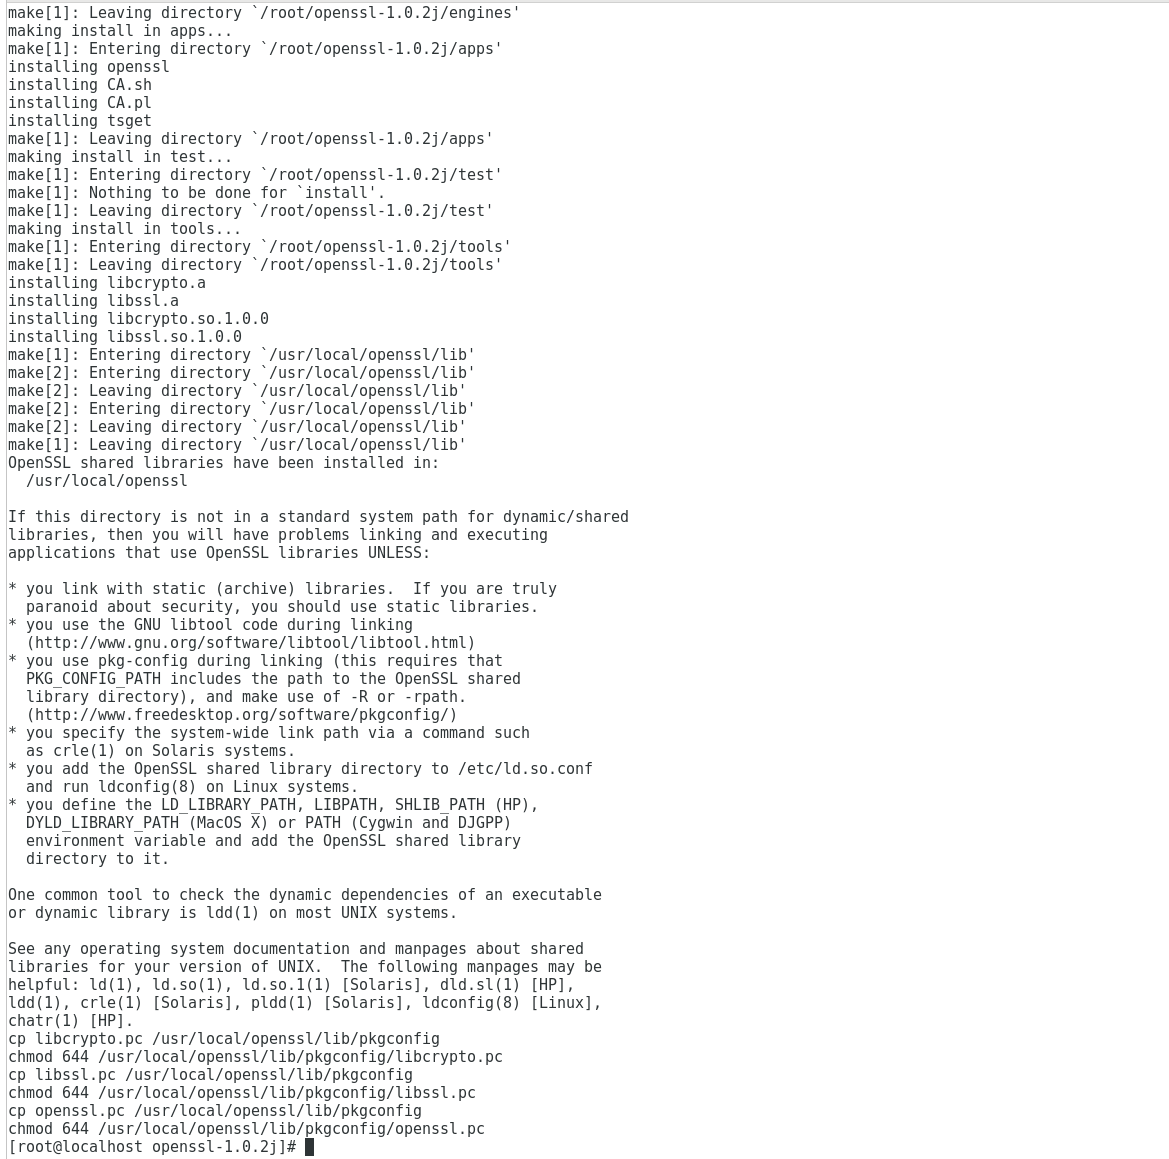 make[1]: Leaving directory `/root/openssl-1.0.2j/engines'
making install in apps...
make[1]: Entering directory `/root/openssl-1.0.2j/apps'
installing openssl
installing CA.sh
installing CA.pl
installing tsget
make[1]: Leaving directory `/root/openssl-1.0.2j/apps'
making install in test...
make[1]: Entering directory `/root/openssl-1.0.2j/test'
make[1]: Nothing to be done for `install'.
make[1]: Leaving directory `/root/openssl-1.0.2j/test'
making install in tools...
make[1]: Entering directory `/root/openssl-1.0.2j/tools'
make[1]: Leaving directory `/root/openssl-1.0.2j/tools'
installing libcrypto.a
installing libssl.a
installing libcrypto.so.1.0.0
installing libssl.so.1.0.0
make[1]: Entering directory `/usr/local/openssl/lib'
make[2]: Entering directory `/usr/local/openssl/lib'
make[2]: Leaving directory `/usr/local/openssl/lib'
make[2]: Entering directory `/usr/local/openssl/lib'
make[2]: Leaving directory `/usr/local/openssl/lib'
make[1]: Leaving directory `/usr/local/openssl/lib'
OpenSSL shared libraries have been installed in:
  /usr/local/openssl

If this directory is not in a standard system path for dynamic/shared
libraries, then you will have problems linking and executing
applications that use OpenSSL libraries UNLESS:

* you link with static (archive) libraries.  If you are truly
  paranoid about security, you should use static libraries.
* you use the GNU libtool code during linking
  (http://www.gnu.org/software/libtool/libtool.html)
* you use pkg-config during linking (this requires that
  PKG_CONFIG_PATH includes the path to the OpenSSL shared
  library directory), and make use of -R or -rpath.
  (http://www.freedesktop.org/software/pkgconfig/)
* you specify the system-wide link path via a command such
  as crle(1) on Solaris systems.
* you add the OpenSSL shared library directory to /etc/ld.so.conf
  and run ldconfig(8) on Linux systems.
* you define the LD_LIBRARY_PATH, LIBPATH, SHLIB_PATH (HP),
  DYLD_LIBRARY_PATH (MacOS X) or PATH (Cygwin and DJGPP)
  environment variable and add the OpenSSL shared library
  directory to it.

One common tool to check the dynamic dependencies of an executable
or dynamic library is ldd(1) on most UNIX systems.

See any operating system documentation and manpages about shared
libraries for your version of UNIX.  The following manpages may be
helpful: ld(1), ld.so(1), ld.so.1(1) [Solaris], dld.sl(1) [HP],
ldd(1), crle(1) [Solaris], pldd(1) [Solaris], ldconfig(8) [Linux],
chatr(1) [HP].
cp libcrypto.pc /usr/local/openssl/lib/pkgconfig
chmod 644 /usr/local/openssl/lib/pkgconfig/libcrypto.pc
cp libssl.pc /usr/local/openssl/lib/pkgconfig
chmod 644 /usr/local/openssl/lib/pkgconfig/libssl.pc
cp openssl.pc /usr/local/openssl/lib/pkgconfig
chmod 644 /usr/local/openssl/lib/pkgconfig/openssl.pc
[root@localhost openssl-1.0.2j]#